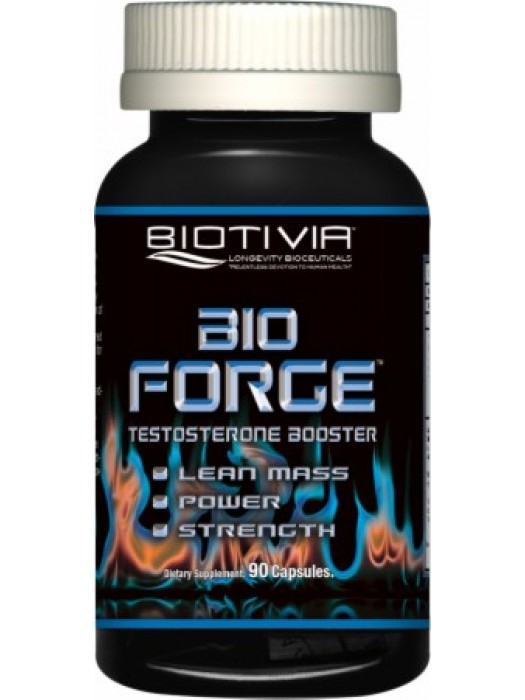 BIOTIVIA
LONGEVITY BIOCEUTICALS
"RELENTLESS DEVOTION TO HUMAN HEALTH"
BIO
FORGE™
TESTOSTERONE BOOSTER
LEAN MASS
POWER
STRENGTH
Dietary Supplement. 90 Capsules.